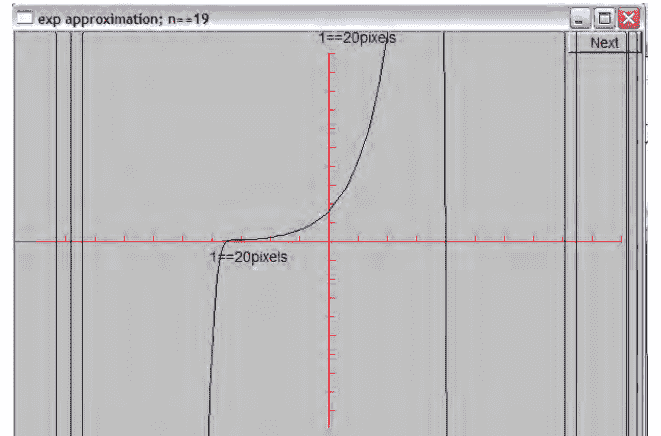 exp approximation; n==19
1==20pixels
Next
1==20pixels